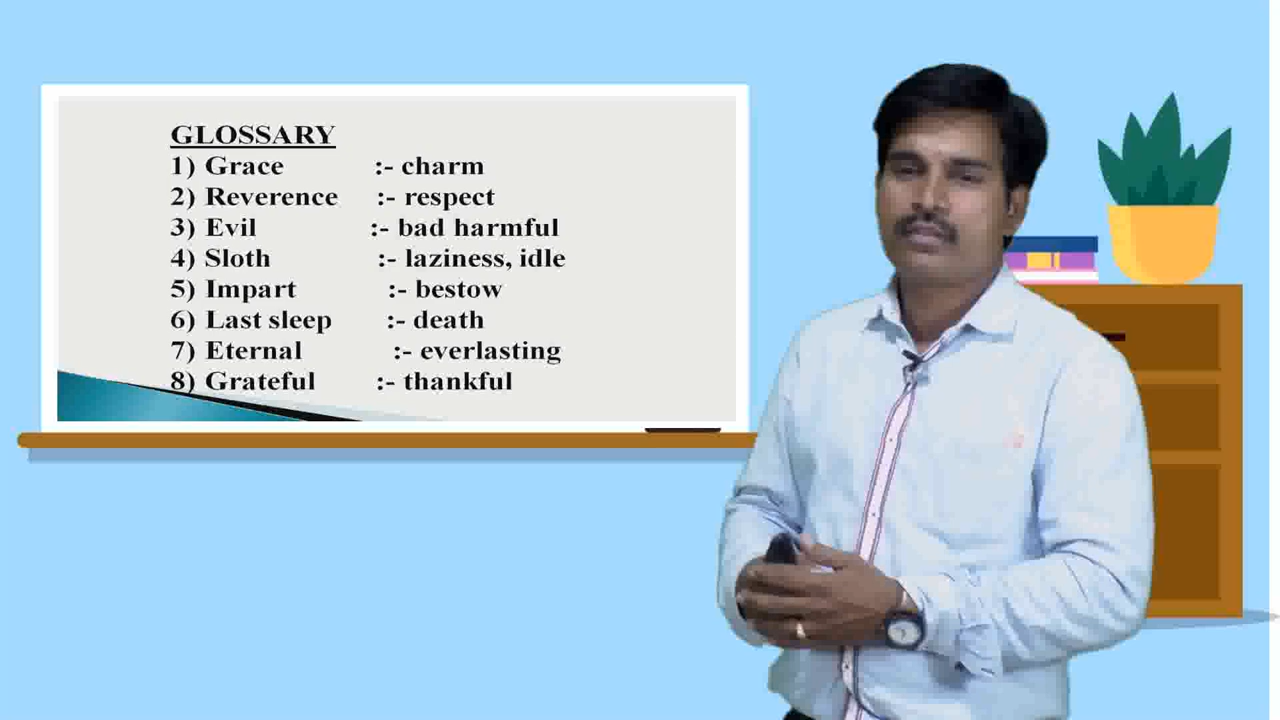 GLOSSARY
1) Grace :- charm
2) Reverence :- respect
3) Evil :- bad harmful
4) Sloth :- laziness, idle
5) Impart :- bestow
6) Last sleep :- death
7) Eternal :- everlasting
8) Grateful :- thankful